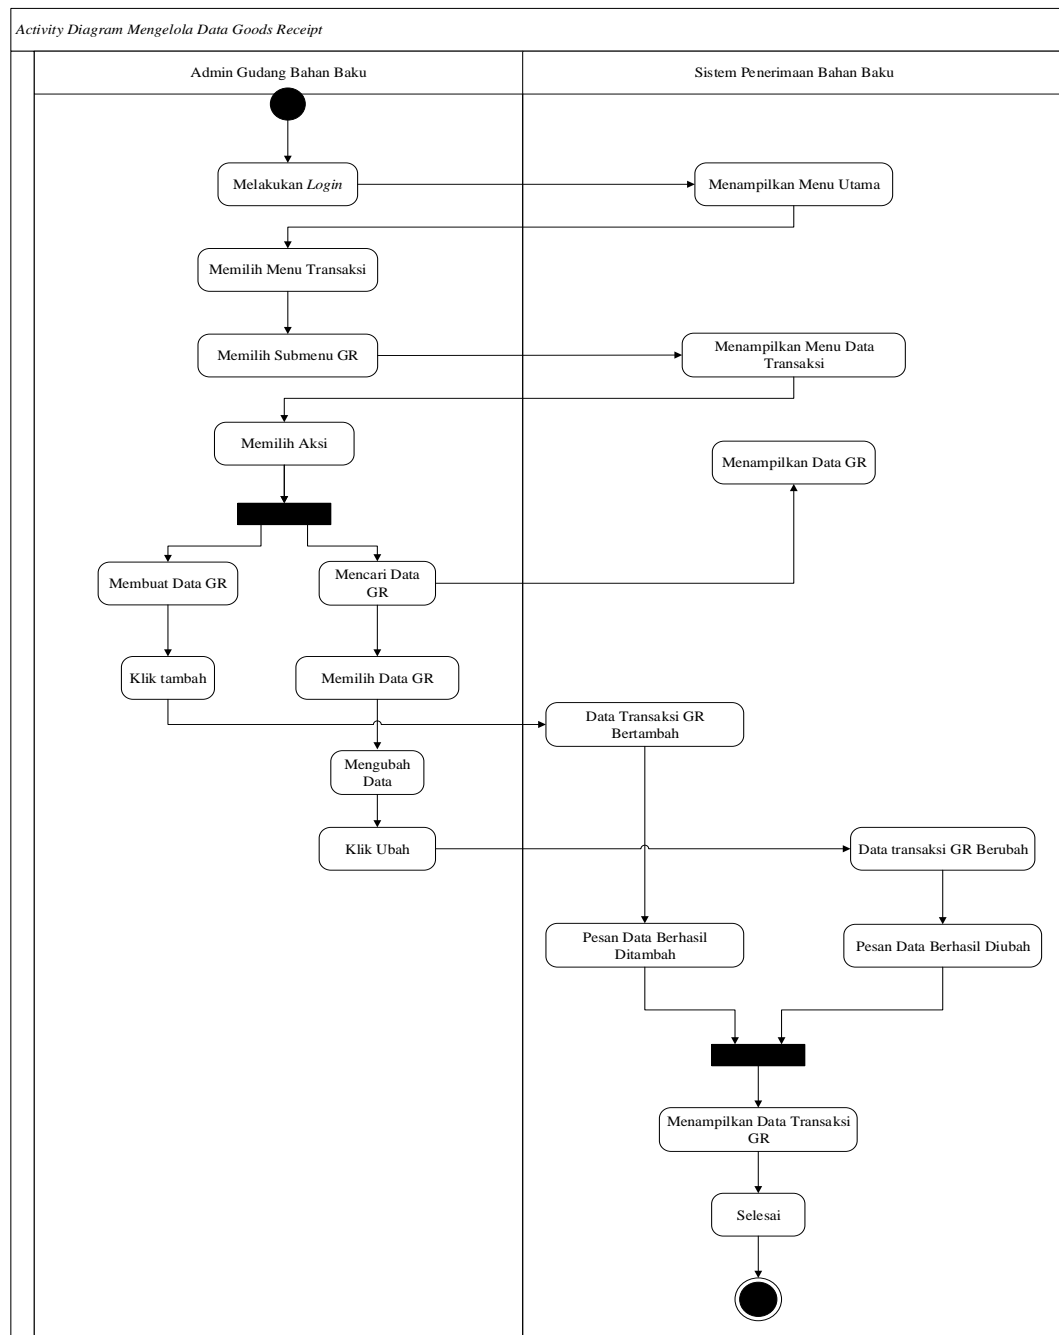 Activity Diagram Mengelola Data Goods Receipt
Admin Gudang Bahan Baku
Sistem Penerimaan Bahan Baku
Melakukan Login
Menampilkan Menu Utama
Memilih Menu Transaksi
Memilih Submenu GR
Menampilkan Menu Data
Transaksi
Memilih Aksi
Menampilkan Data GR
Membuat Data GR
Mencari Data
GR
Klik tambah
Memilih Data GR
Data Transaksi GR
Bertambah
Mengubah
Data
Klik Ubah
Data transaksi GR Berubah
Pesan Data Berhasil
Ditambah
Pesan Data Berhasil Diubah
Menampilkan Data Transaksi
GR
Selesai